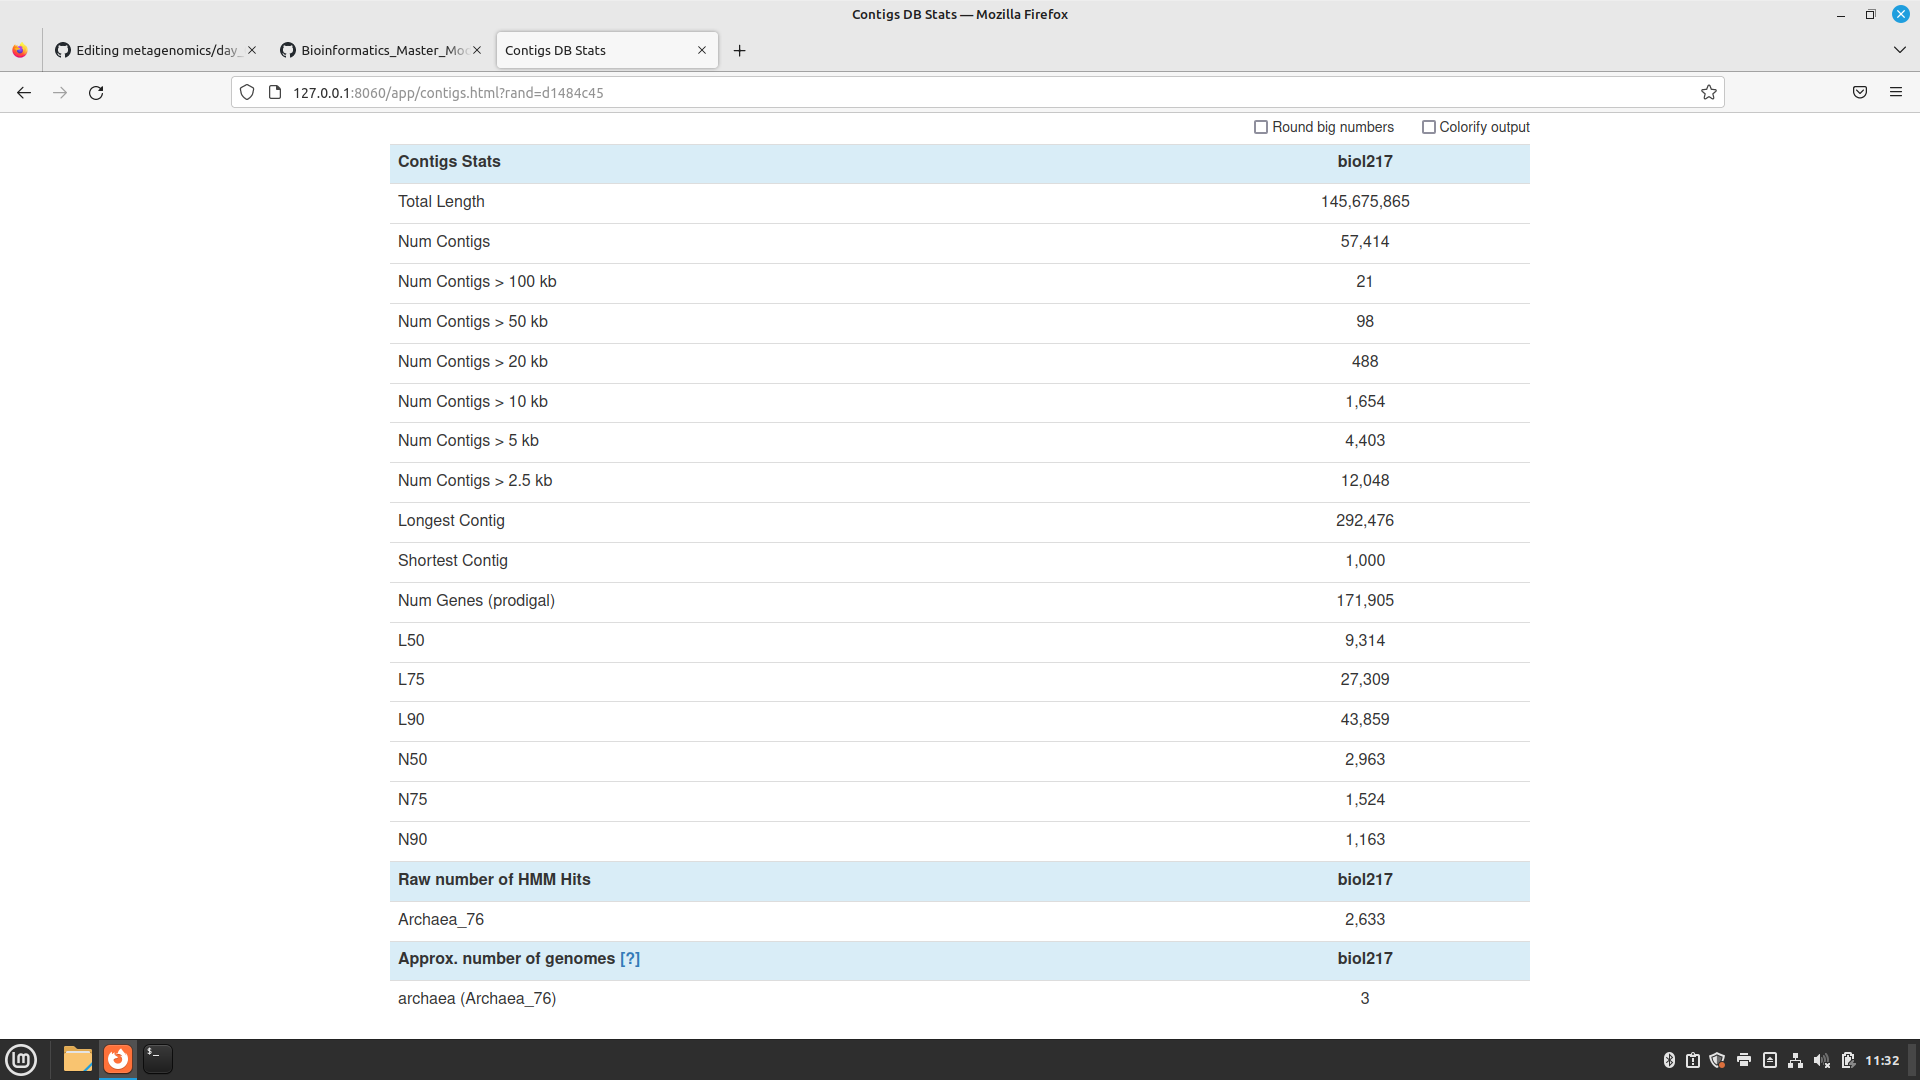 Contigs DB Stats — Mozilla Firefox
Editing metagenomics/day_
Bioinformatics_Master_Mo
Contigs DB Stats
127.0.0.1:8060/app/contigs.html?rand=d1484c45
Round big numbers Colorify output
Contigs Stats biol217
Total Length 145,675,865
Num Contigs 57,414
Num Contigs > 100 kb 21
Num Contigs > 50 kb 98
Num Contigs > 20 kb 488
Num Contigs > 10 kb 1,654
Num Contigs > 5 kb 4,403
Num Contigs > 2.5 kb 12,048
Longest Contig 292,476
Shortest Contig 1,000
Num Genes (prodigal) 171,905
L50 9,314
L75 27,309
L90 43,859
N50 2,963
N75 1,524
N90 1,163
Raw number of HMM Hits biol217
Archaea_76 2,633
Approx. number of genomes [?] biol217
archaea (Archaea_76) 3
11:32